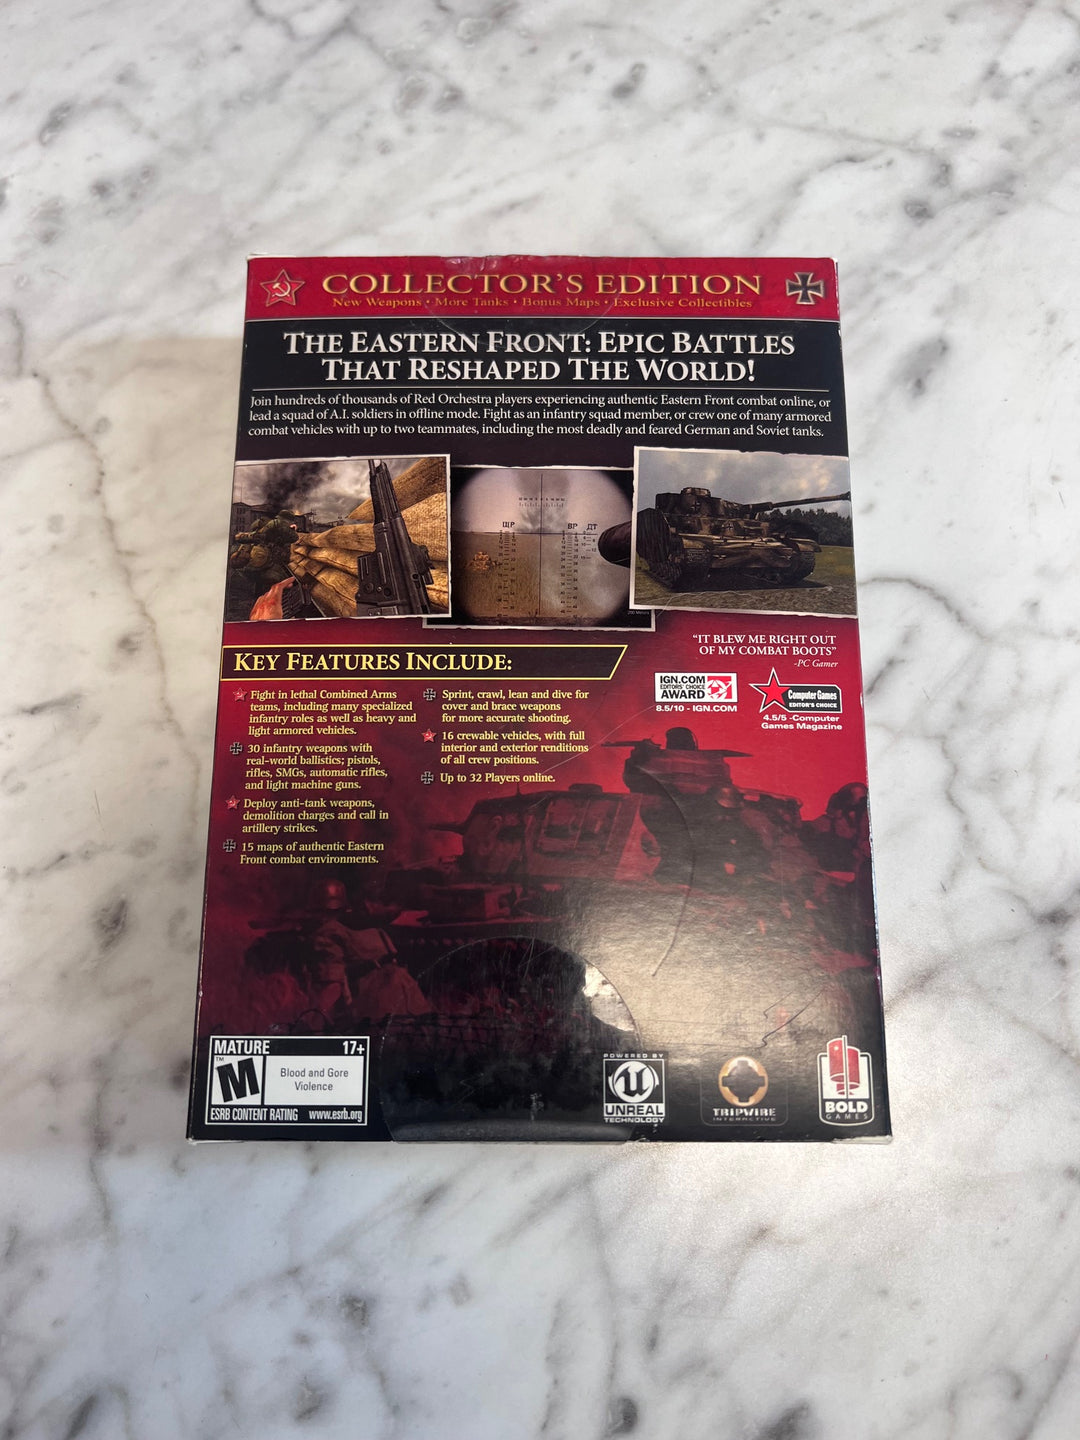 COLLECTOR'S EDITION
New Weapons • More Tanks • Bonus Maps • Exclusive Collectibles
THE EASTERN FRONT: EPIC BATTLES
THAT RESHAPED THE WORLD!
Join hundreds of thousands of Red Orchestra players experiencing authentic Eastern Front combat online, or
lead a squad of A.I. soldiers in offline mode. Fight as an infantry squad member, or crew one of many armored
combat vehicles with up to two teammates, including the most deadly and feared German and Soviet tanks.
ЩР
БР ДТ
"IT BLEW ME RIGHT OUT
OF MY COMBAT BOOTS"
-PC Gamer
KEY FEATURES INCLUDE:
Fight in lethal Combined Arms
teams, including many specialized
infantry roles as well as heavy and
light armored vehicles.
30 infantry weapons with
real-world ballistics; pistols,
rifles, SMGs, automatic rifles,
and light machine guns.
Deploy anti-tank weapons,
demolition charges and call in
artillery strikes.
15 maps of authentic Eastern
Front combat environments.
Sprint, crawl, lean and dive for
cover and brace weapons
for more accurate shooting.
16 crewable vehicles, with full
interior and exterior renditions
of all crew positions.
Up to 32 Players online.
IGN.COM
EDITORS' CHOICE
AWARD
8.5/10 - IGN.COM
Computer Games
EDITOR'S CHOICE
4.5/5 -Computer
Games Magazine
MATURE 17+
M
TM
Blood and Gore
Violence
ESRB CONTENT RATING www.esrb.org
POWERED BY
UNREAL
TECHNOLOGY
TRIPWIRE
INTERACTIVE
BOLD
GAMES